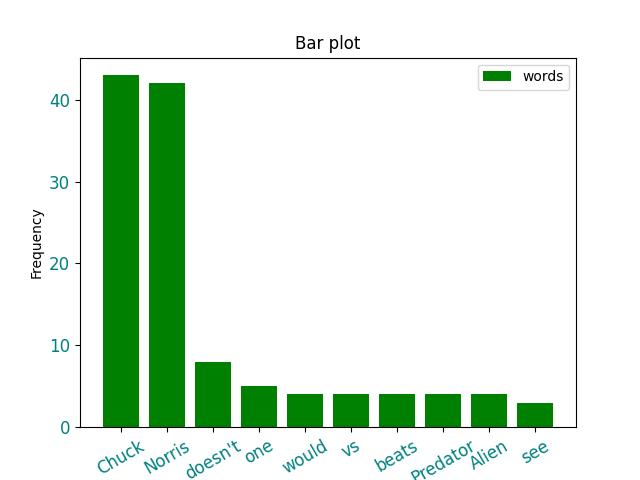 Bar plot
words
Frequency
40
30
20
10
0
Chuck Norris doesn't one would vs beats Predator Alien see